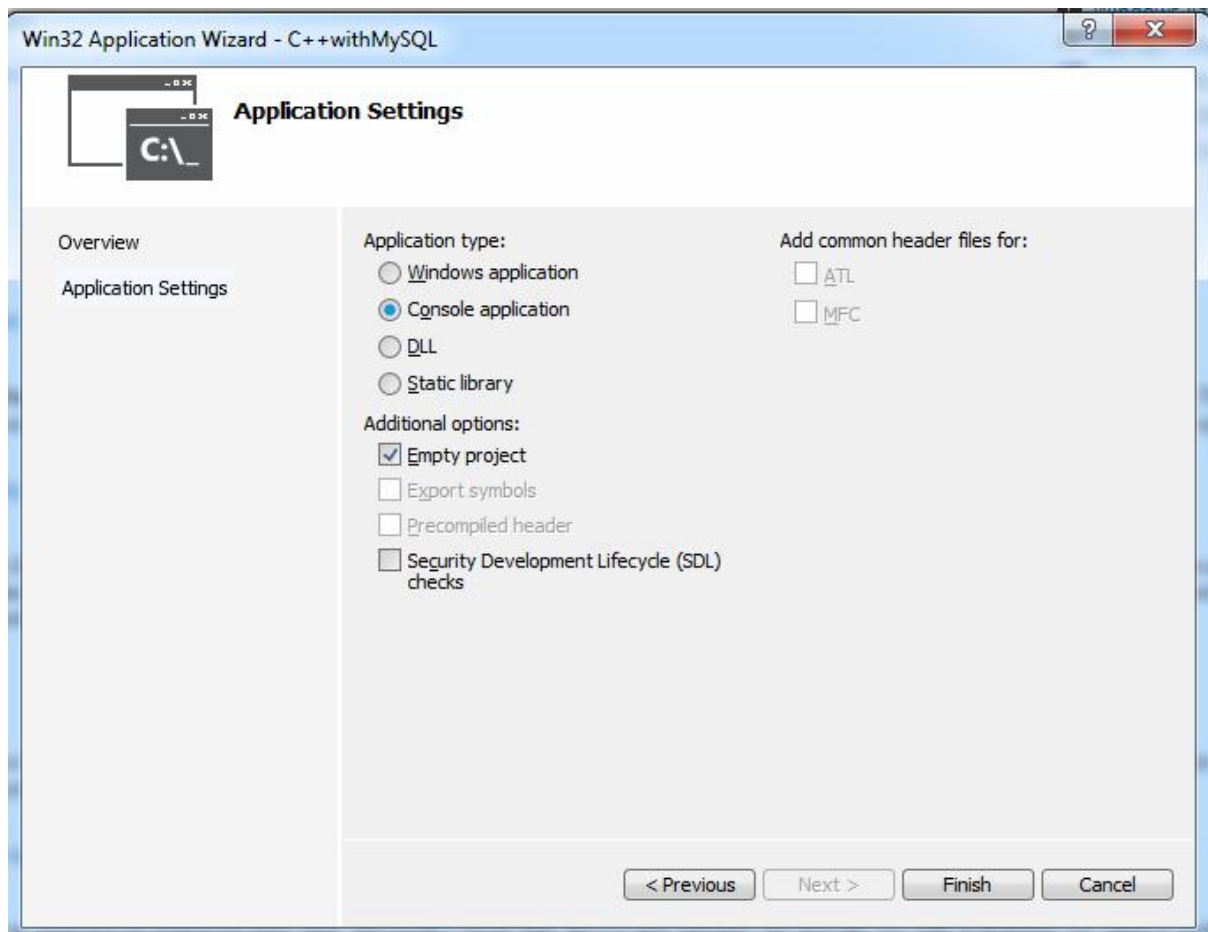 Win32 Application Wizard - C++withMySQL
C:\_
Application Settings
Overview
Application Settings
Application type:
Windows application
Console application
DLL
Static library
Additional options:
Empty project
Export symbols
Precompiled header
Security Development Lifecycle (SDL)
checks
Add common header files for:
ATL
MFC
< Previous
Next >
Finish
Cancel